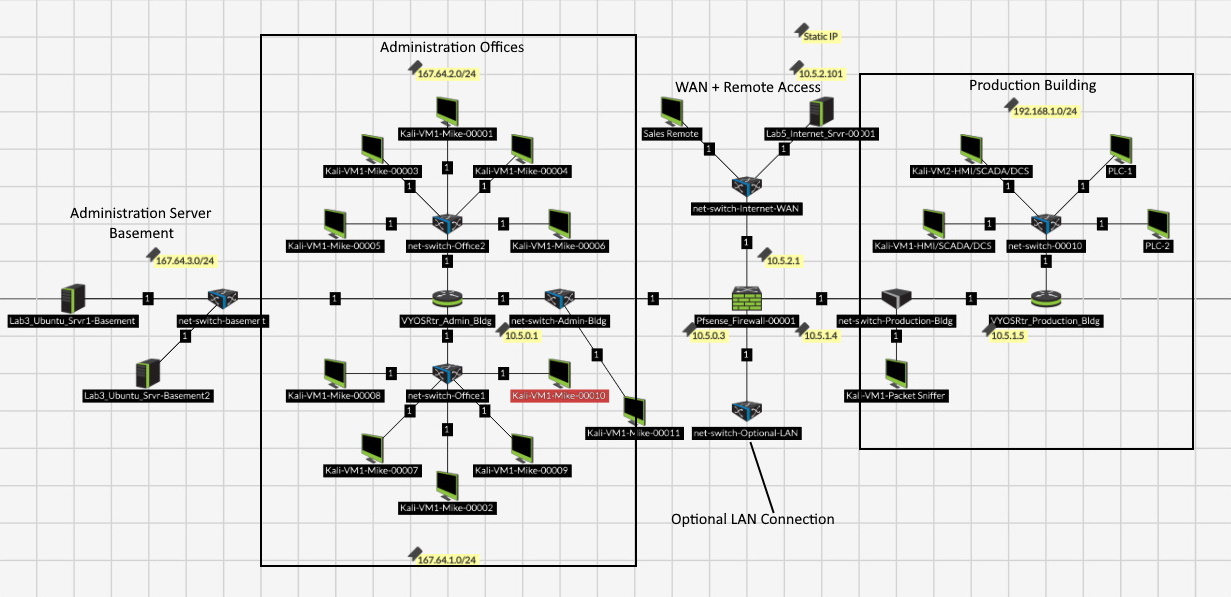 Static IP
Administration Offices
167.64.2.0/24
10.5.2.101
WAN + Remote Access
Production Building
192.168.1.0/24
Kali-VM1-Mike-00001
1
Sales Remote
Lab5_Internet_Srvr-00001
1
1
Kali-VM1-Mike-00003
1
Kali-VM1-Mike-00004
Kali-VM2-HMI/SCADA/DCS
PLC-1
1
1
1
1
net-switch-Internet-WAN
Administration Server
Basement
1
1
1
1
Kali-VM1-Mike-00005
net-switch-Office2
Kali-VM1-Mike-00006
1
Kali-VM1-HMI/SCADA/DCS
net-switch-00010
PLC-2
167.64.3.0/24
1
10.5.2.1
1
1
1
1
1
1
1
Lab3_Ubuntu_Srvr1-Basement
net-switch-basement
VYOSRtr_Admin_Bldg
net-switch-Admin-Bldg
Pfsense_Firewall-00001
net-switch-Production-Bldg
VYOSRtr_Production_Bldg
1
1
10.5.0.1
10.5.0.3
10.5.1.4
1
10.5.1.5
1
1
1
1
Lab3_Ubuntu_Srvr-Basement2
Kali-VM1-Mike-00008
net-switch-Office1
Kali-VM1-Mike-00010
Kali-VM1-Packet Sniffer
1
1
1
Kali-VM1-Mike-00011
net-switch-Optional-LAN
Kali-VM1-Mike-00007
Kali-VM1-Mike-00009
Kali-VM1-Mike-00002
Optional LAN Connection
167.64.1.0/24